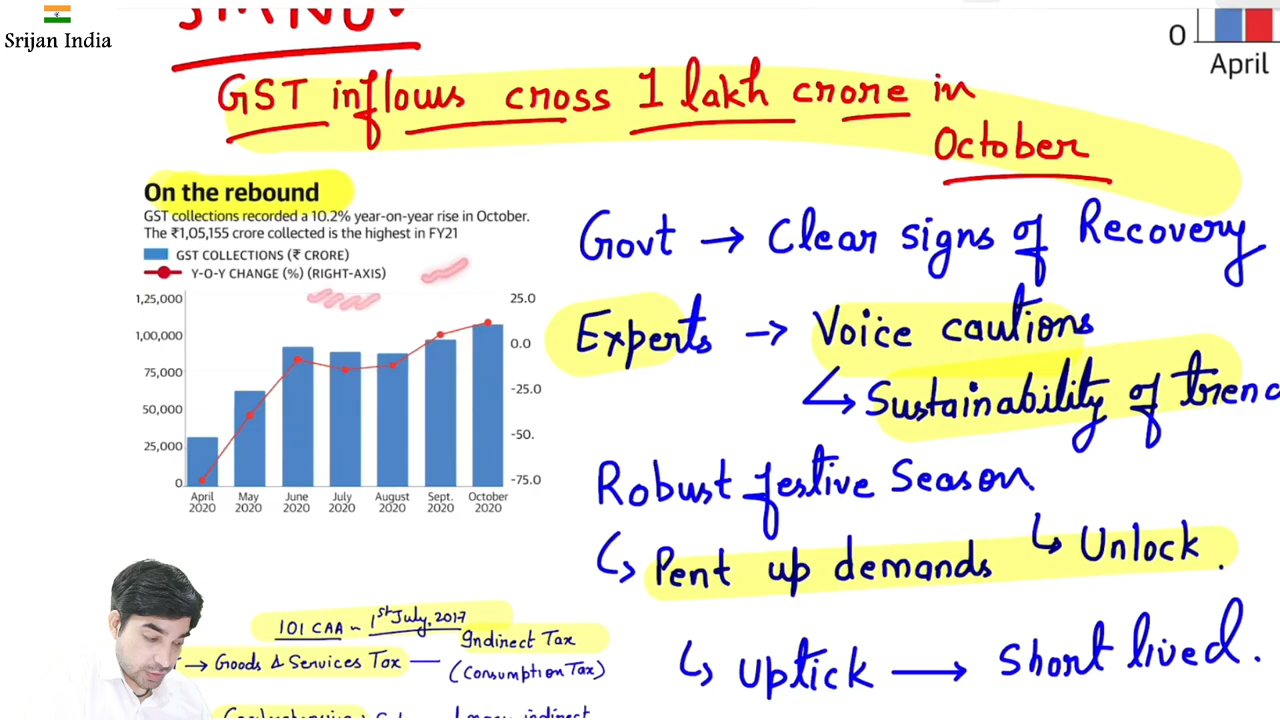 Srijan India
0
April
GST inflows cross 1 lakh crore in
October
On the rebound
GST collections recorded a 10.2% year-on-year rise in October.
The ₹1,05,155 crore collected is the highest in FY21
GST COLLECTIONS (₹ CRORE)
Y-O-Y CHANGE (%) (RIGHT-AXIS)
1,25,000 25.0
1,00,000 0.0
75,000 -25.0
50,000 -50.
25,000 -75.0
0
April May June July August Sept. October
2020 2020 2020 2020 2020 2020 2020
Govt → Clear signs of Recovery
Experts → Voice cautions
↳ Sustainability of trend
Robust festive season
↳ Unlock.
↳ Pent up demands
↳ Uptick → Short lived.
101 CAA ~ 1st July, 2017
→ Goods & Services Tax — Indirect Tax
(Consumption Tax)
indirect